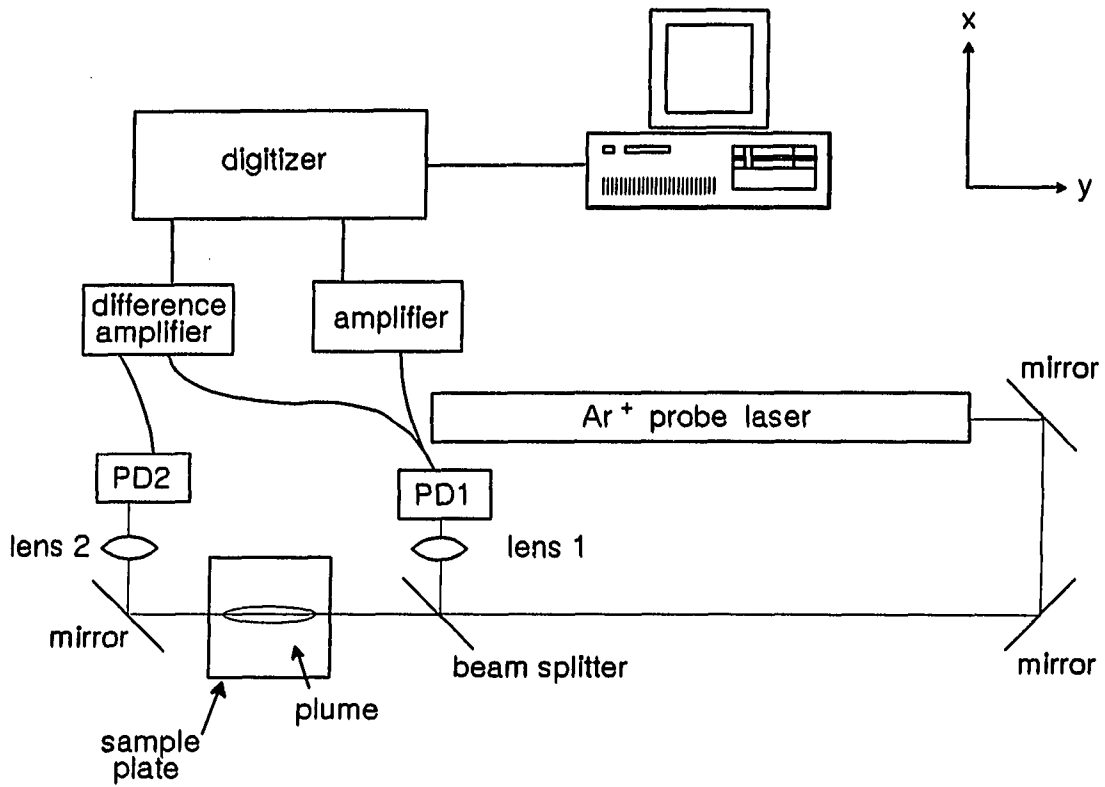 x
digitizer
y
difference
amplifier
amplifier
mirror
Ar+ probe laser
PD2
PD1
lens 2
lens 1
mirror
beam splitter
mirror
plume
sample
plate